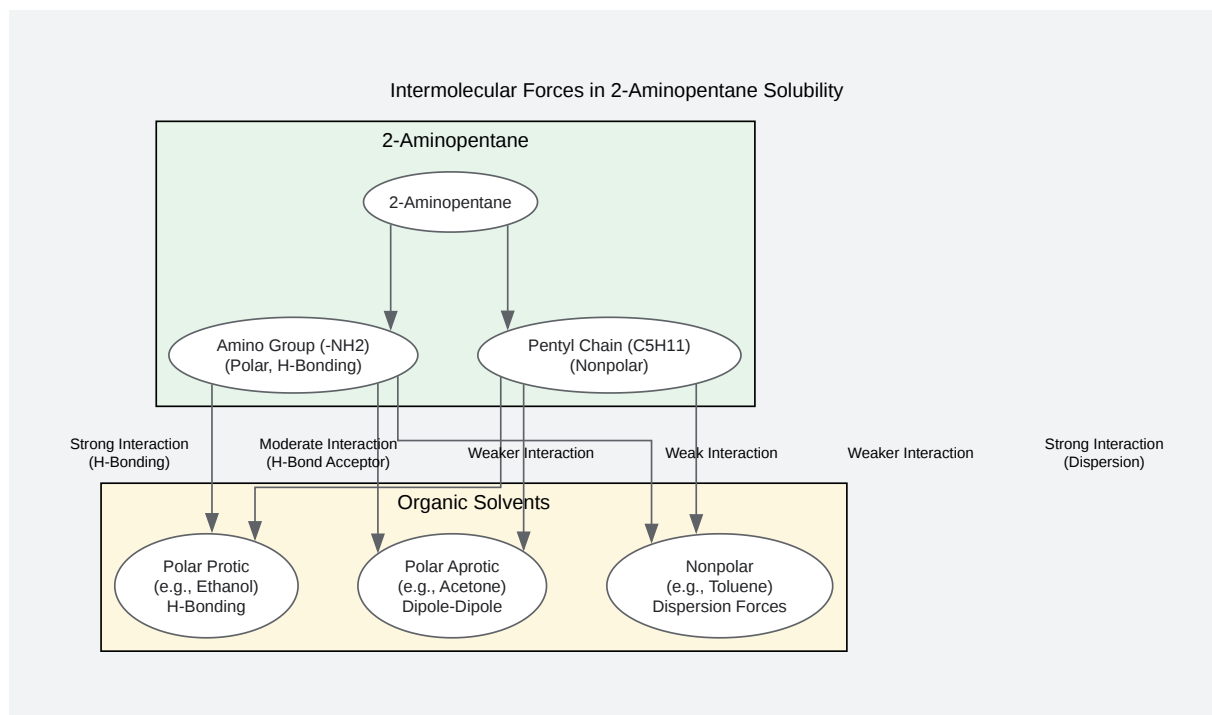 Intermolecular Forces in 2-Aminopentane Solubility
2-Aminopentane
2-Aminopentane
Amino Group (-NH2)
(Polar, H-Bonding)
Pentyl Chain (C5H11)
(Nonpolar)
Strong Interaction
(H-Bonding)
Moderate Interaction
(H-Bond Acceptor)
Weaker Interaction
Weak Interaction
Weaker Interaction
Strong Interaction
(Dispersion)
Organic Solvents
Polar Protic
(e.g., Ethanol)
H-Bonding
Polar Aprotic
(e.g., Acetone)
Dipole-Dipole
Nonpolar
(e.g., Toluene)
Dispersion Forces